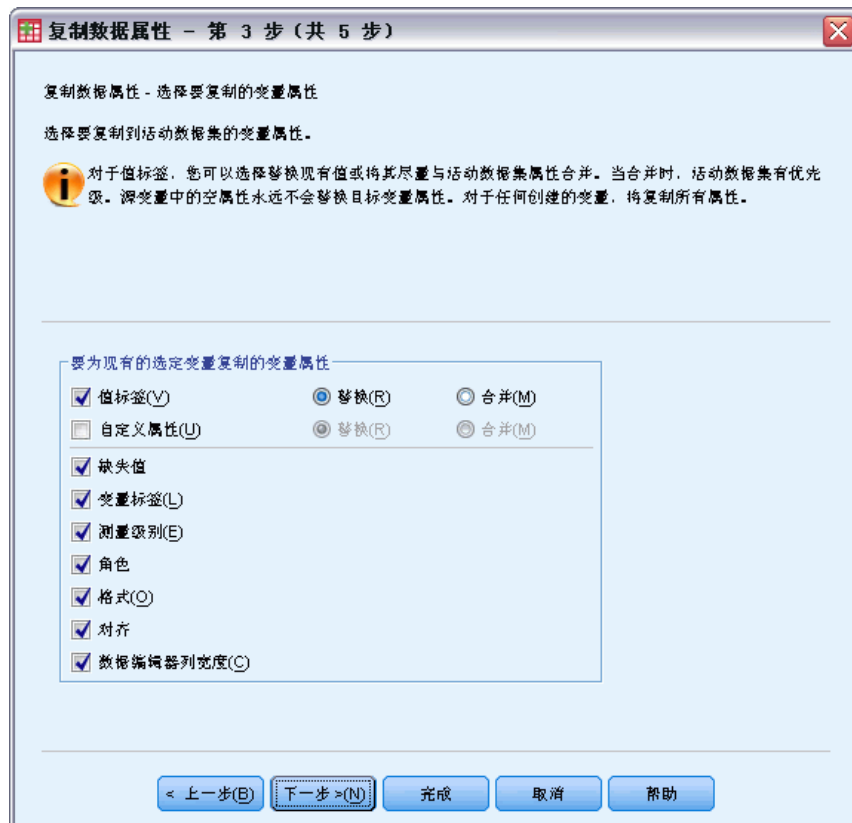 复制数据属性 - 第 3 步（共 5 步）
复制数据属性 - 选择要复制的变量属性
选择要复制到活动数据集的变量属性。
对于值标签，您可以选择替换现有值或将其尽量与活动数据集属性合并。当合并时，活动数据集有优先
级。源变量中的空属性永远不会替换目标变量属性。对于任何创建的变量，将复制所有属性。
要为现有的选定变量复制的变量属性
值标签(V) 替换(R) 合并(M)
自定义属性(U) 替换(R) 合并(M)
缺失值
变量标签(L)
测量级别(E)
角色
格式(O)
对齐
数据编辑器列宽度(C)
< 上一步(B) 下一步 >(N) 完成 取消 帮助